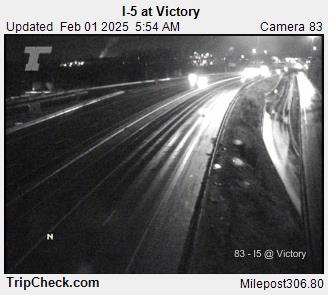 I-5 at Victory
Updated Feb 01 2025 5:54 AM Camera 83
T
N
83 - I5 @ Victory
TripCheck.com Milepost306.80